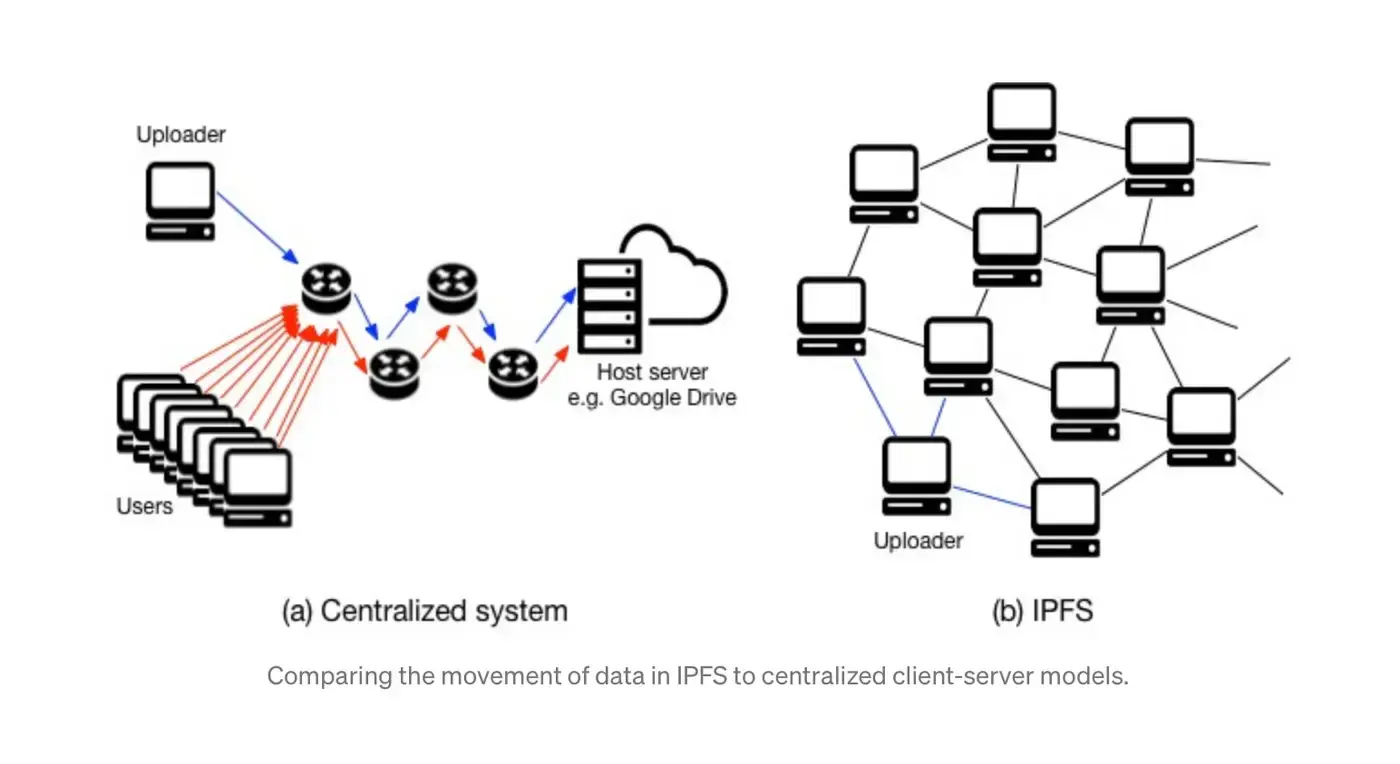 Uploader
Host server
e.g. Google Drive
Users
Uploader
(a) Centralized system
(b) IPFS
Comparing the movement of data in IPFS to centralized client-server models.